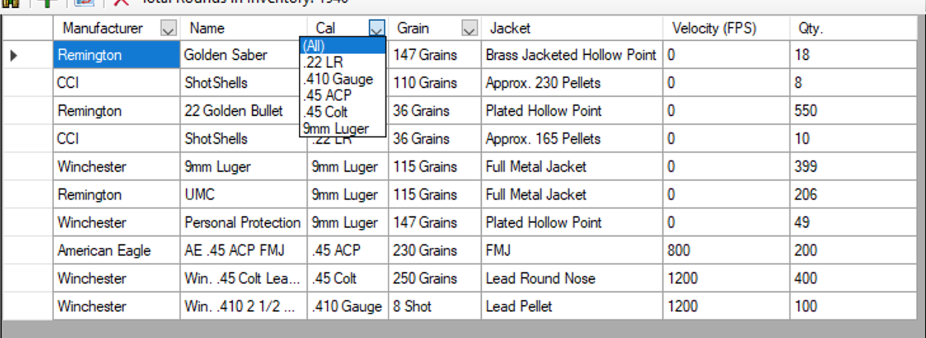 Total Rounds in Inventory: 1940
Manufacturer Name Cal Grain Jacket Velocity (FPS) Qty.
(All)
.22 LR
.410 Gauge
.45 ACP
.45 Colt
9mm Luger
Remington Golden Saber 147 Grains Brass Jacketed Hollow Point 0 18
CCI ShotShells 110 Grains Approx. 230 Pellets 0 8
Remington 22 Golden Bullet 36 Grains Plated Hollow Point 0 550
CCI ShotShells .22 LR 36 Grains Approx. 165 Pellets 0 10
Winchester 9mm Luger 9mm Luger 115 Grains Full Metal Jacket 0 399
Remington UMC 9mm Luger 115 Grains Full Metal Jacket 0 206
Winchester Personal Protection 9mm Luger 147 Grains Plated Hollow Point 0 49
American Eagle AE .45 ACP FMJ .45 ACP 230 Grains FMJ 800 200
Winchester Win. .45 Colt Lea... .45 Colt 250 Grains Lead Round Nose 1200 400
Winchester Win. .410 2 1/2 ... .410 Gauge 8 Shot Lead Pellet 1200 100